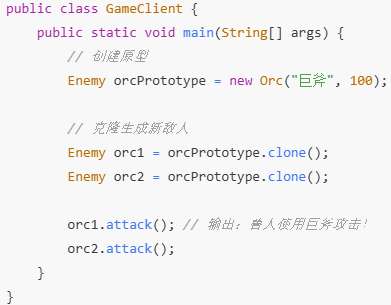 public class GameClient {
    public static void main(String[] args) {
        // 创建原型
        Enemy orcPrototype = new Orc("巨斧", 100);

        // 克隆生成新敌人
        Enemy orc1 = orcPrototype.clone();
        Enemy orc2 = orcPrototype.clone();

        orc1.attack(); // 输出：兽人使用巨斧攻击!
        orc2.attack();
    }
}